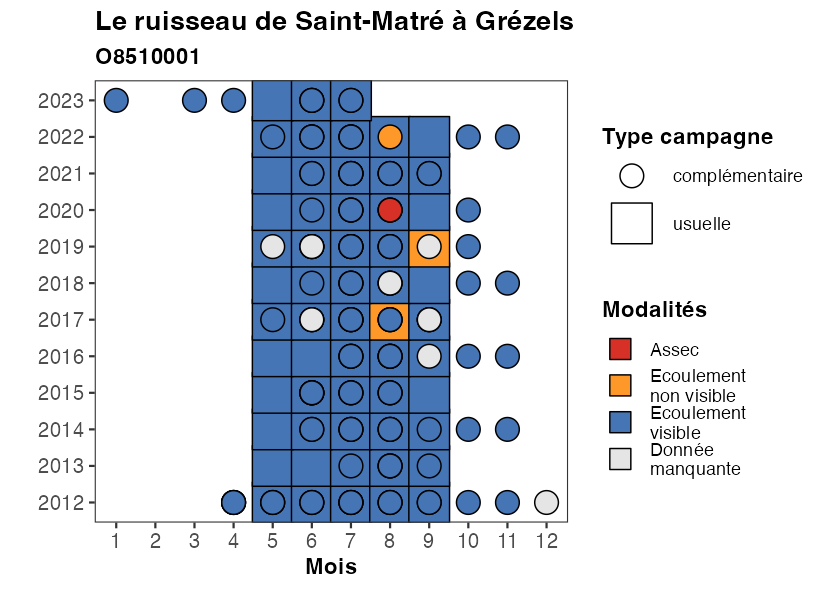 Le ruisseau de Saint-Matré à Grézels
O8510001
2023
2022
2021
2020
2019
2018
2017
2016
2015
2014
2013
2012
1 2 3 4 5 6 7 8 9 10 11 12
Mois
Type campagne
complémentaire
usuelle
Modalités
Assec
Ecoulement
non visible
Ecoulement
visible
Donnée
manquante